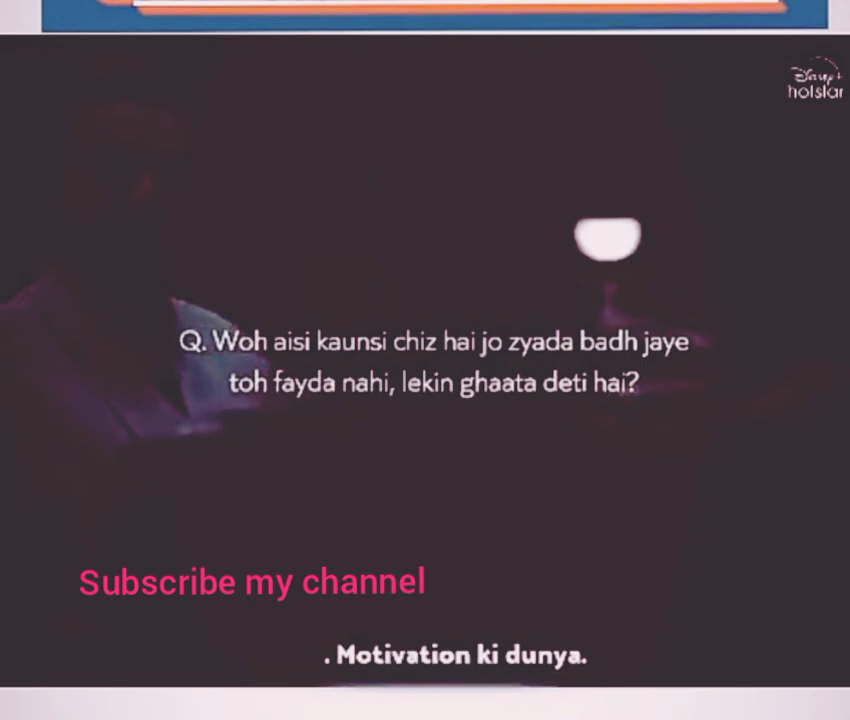 Disney+
hotstar
Q. Woh aisi kaunsi chiz hai jo zyada badh jaye
toh fayda nahi, lekin ghaata deti hai?
Subscribe my channel
. Motivation ki dunya.